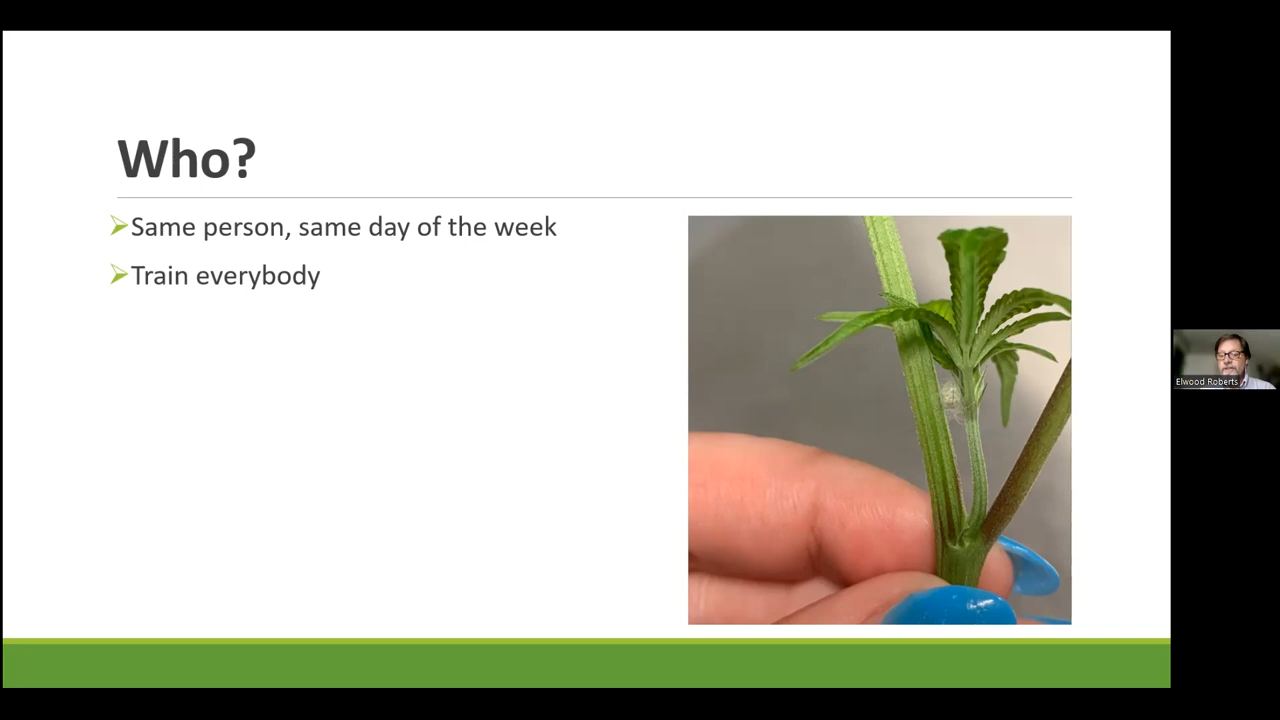 Who?
Same person, same day of the week
Train everybody
Elwood Roberts